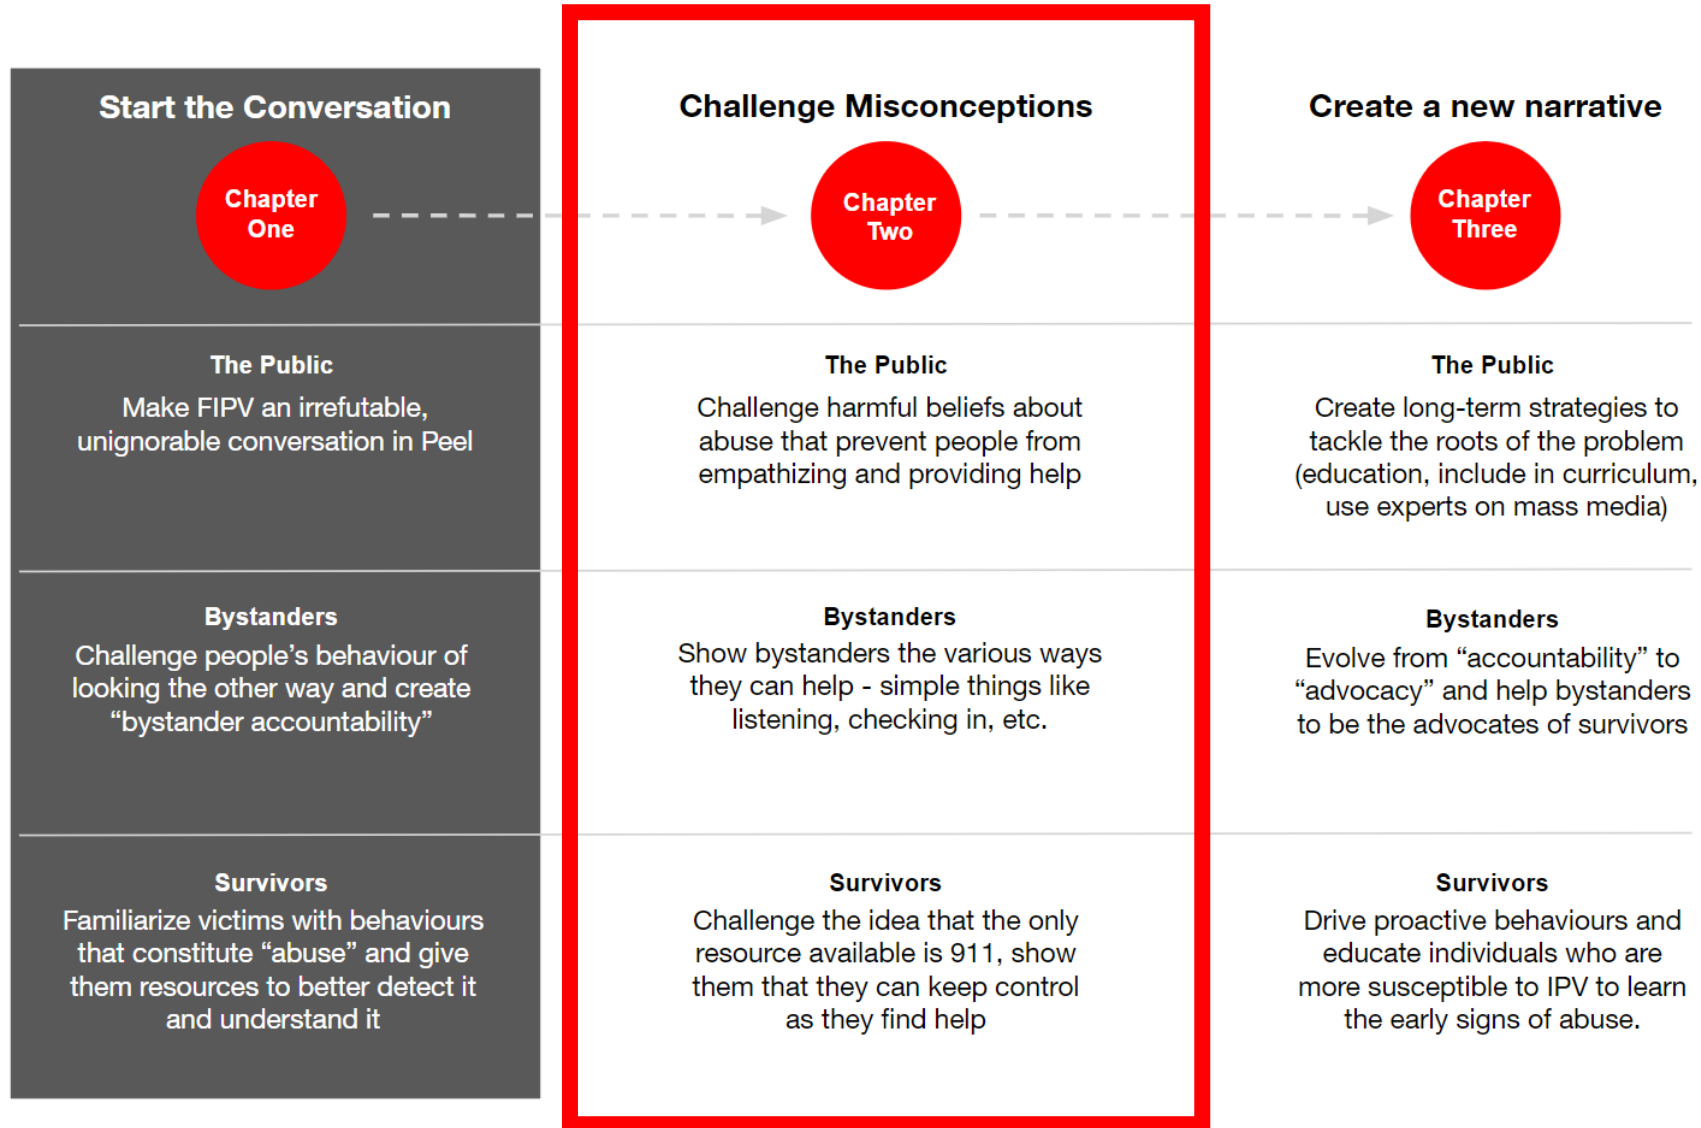 Start the Conversation
Challenge Misconceptions
Create a new narrative
Chapter
One
Chapter
Two
Chapter
Three
The Public
Make FIPV an irrefutable,
unignorable conversation in Peel
The Public
Challenge harmful beliefs about
abuse that prevent people from
empathizing and providing help
The Public
Create long-term strategies to
tackle the roots of the problem
(education, include in curriculum,
use experts on mass media)
Bystanders
Challenge people’s behaviour of
looking the other way and create
“bystander accountability”
Bystanders
Show bystanders the various ways
they can help - simple things like
listening, checking in, etc.
Bystanders
Evolve from “accountability” to
“advocacy” and help bystanders
to be the advocates of survivors
Survivors
Familiarize victims with behaviours
that constitute “abuse” and give
them resources to better detect it
and understand it
Survivors
Challenge the idea that the only
resource available is 911, show
them that they can keep control
as they find help
Survivors
Drive proactive behaviours and
educate individuals who are
more susceptible to IPV to learn
the early signs of abuse.